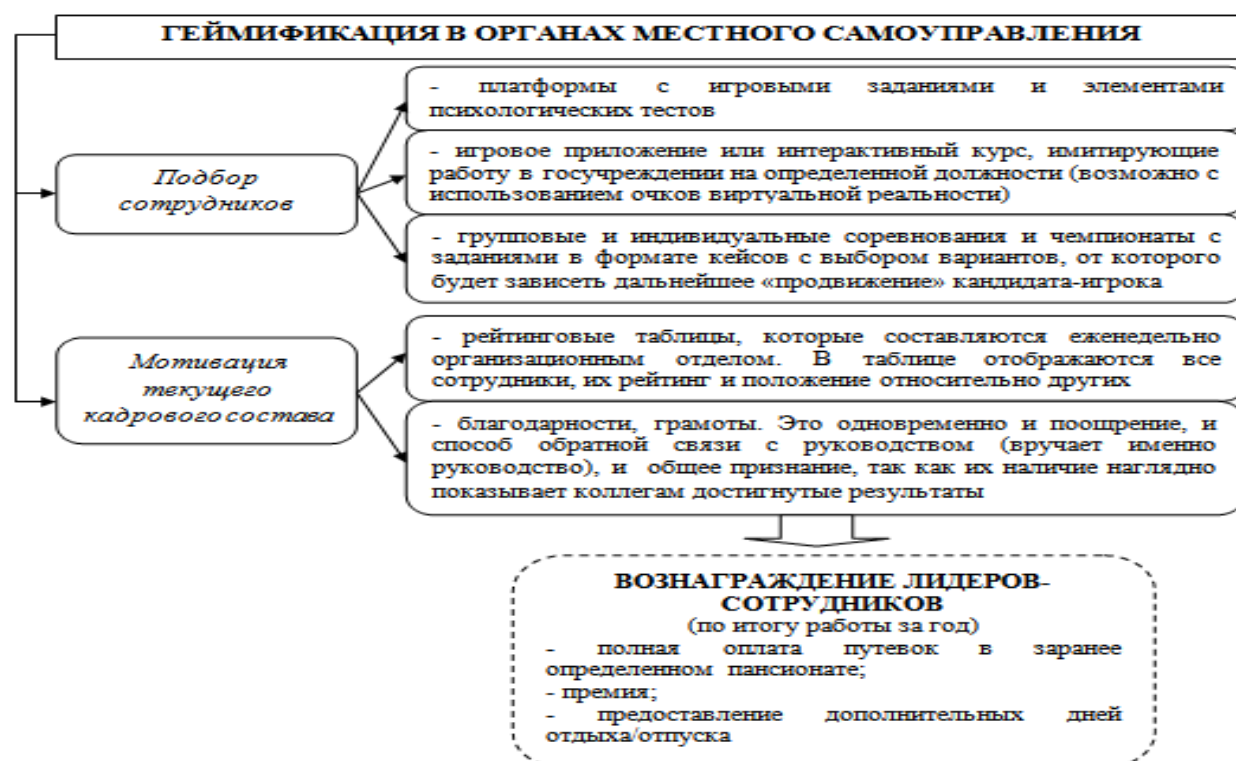 ГЕЙМИФИКАЦИЯ В ОРГАНАХ МЕСТНОГО САМОУПРАВЛЕНИЯ
Подбор
сотрудников
- платформы с игровыми заданиями и элементами
психологических тестов
- игровое приложение или интерактивный курс, имитирующие
работу в госучреждении на определенной должности (возможно с
использованием очков виртуальной реальности)
- групповые и индивидуальные соревнования и чемпионаты с
заданиями в формате кейсов с выбором вариантов, от которого
будет зависеть дальнейшее «продвижение» кандидата-игрока
Мотивация
текущего
кадрового состава
- рейтинговые таблицы, которые составляются еженедельно
организационным отделом. В таблице отображаются все
сотрудники, их рейтинг и положение относительно других
- благодарности, грамоты. Это одновременно и поощрение, и
способ обратной связи с руководством (вручает именно
руководство), и общее признание, так как их наличие наглядно
показывает коллегам достигнутые результаты
ВОЗНАГРАЖДЕНИЕ ЛИДЕРОВ-
СОТРУДНИКОВ
(по итогу работы за год)
- полная оплата путевок в заранее
определенном пансионате;
- премия;
- предоставление дополнительных дней
отдыха/отпуска